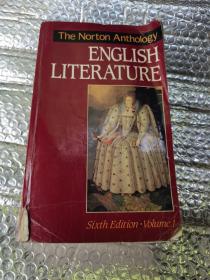 The Norton Anthology
ENGLISH
LITERATURE
Sixth Edition · Volume 1